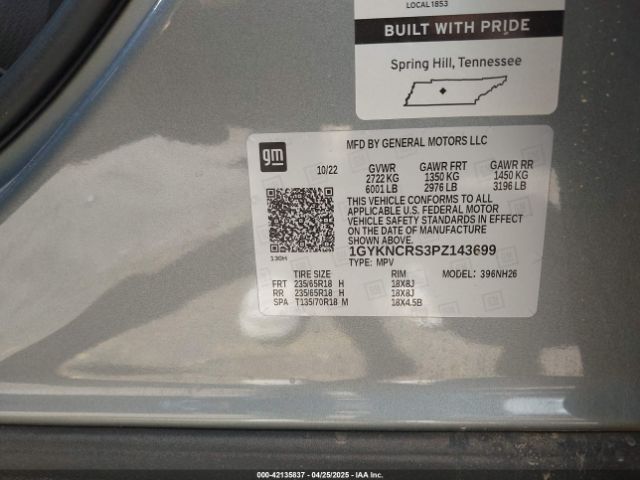 LOCAL 1853
BUILT WITH PRIDE
Spring Hill, Tennessee
gm
MFD BY GENERAL MOTORS LLC
10/22 GVWR GAWR FRT GAWR RR
2722 KG 1350 KG 1450 KG
6001 LB 2976 LB 3196 LB
THIS VEHICLE CONFORMS TO ALL
APPLICABLE U.S. FEDERAL MOTOR
VEHICLE SAFETY STANDARDS IN EFFECT
ON THE DATE OF MANUFACTURE
SHOWN ABOVE.
1GYKNCRS3PZ143699
130H
TYPE: MPV
TIRE SIZE RIM MODEL: 396NH26
FRT 235/65R18 H 18X8J
RR 235/65R18 H 18X8J
SPA T135/70R18 M 18X4.5B
000-42135837 04/25/2025 IAA Inc.